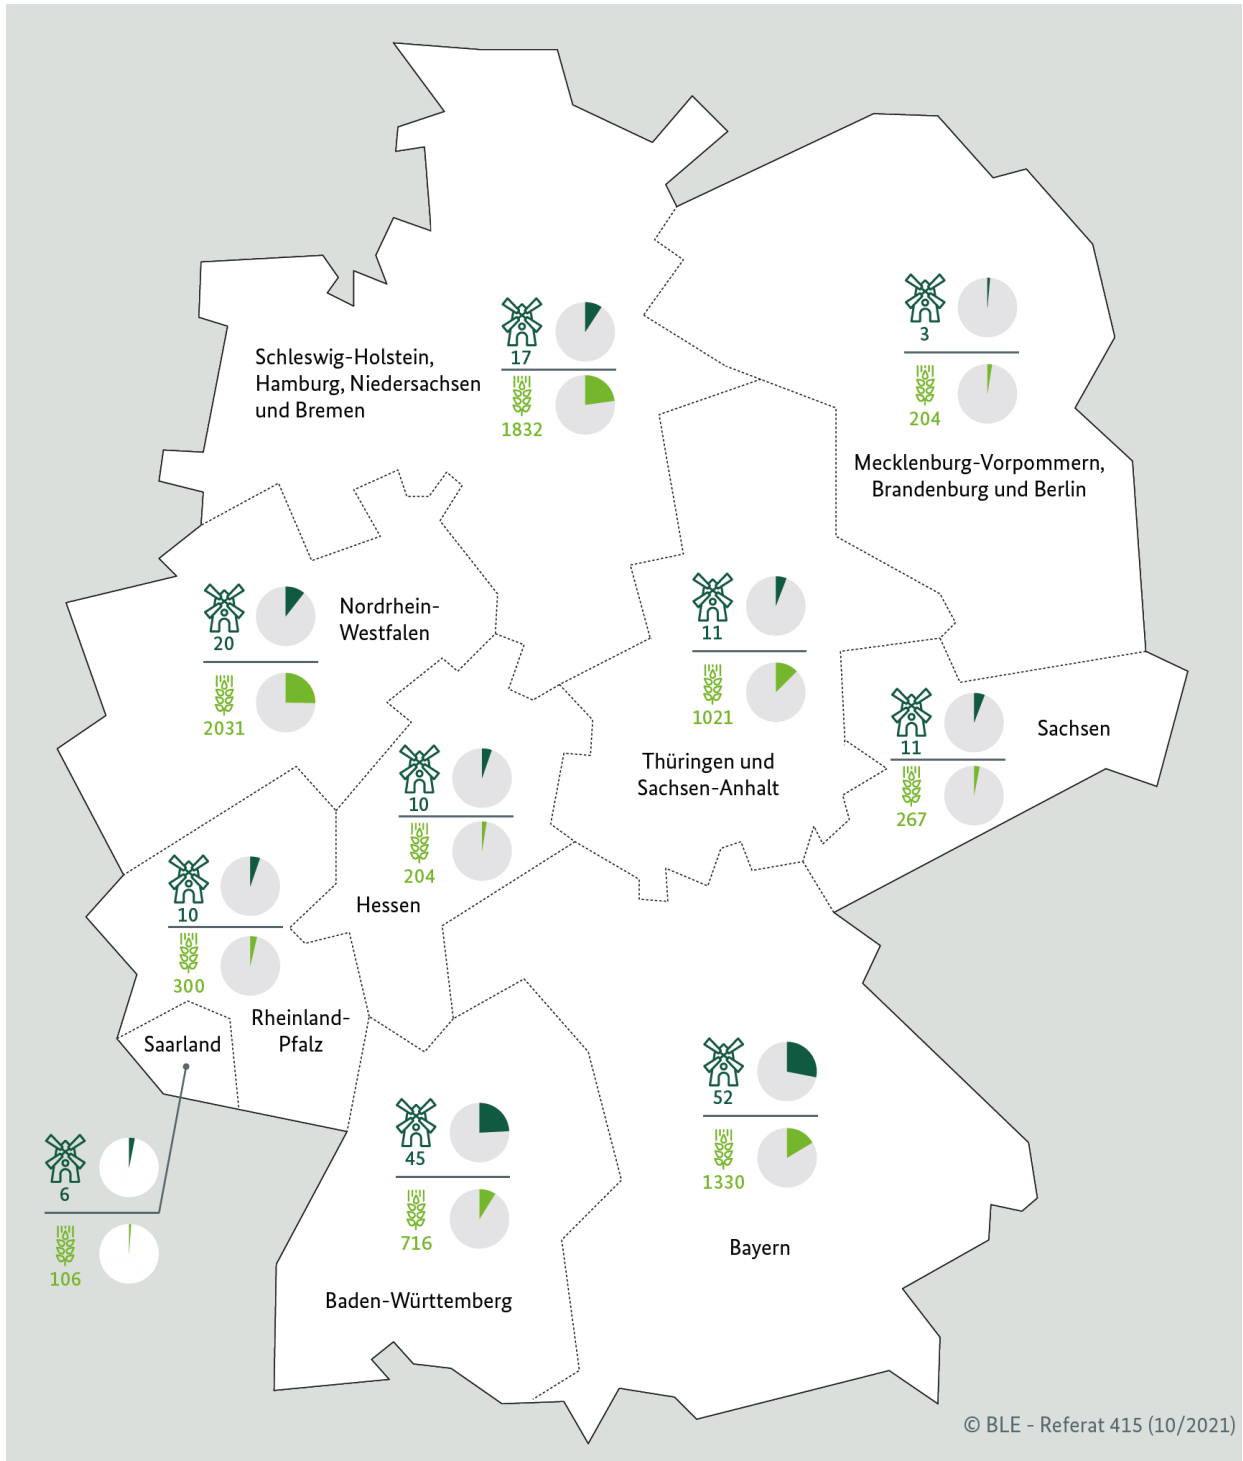 3
17
Schleswig-Holstein,
Hamburg, Niedersachsen
und Bremen
1832
204
Mecklenburg-Vorpommern,
Brandenburg und Berlin
20
Nordrhein-
Westfalen
2031
11
1021
Thüringen und
Sachsen-Anhalt
11
Sachsen
267
10
204
Hessen
10
300
Rheinland-
Pfalz
Saarland
6
106
52
1330
Bayern
45
716
Baden-Württemberg
© BLE - Referat 415 (10/2021)